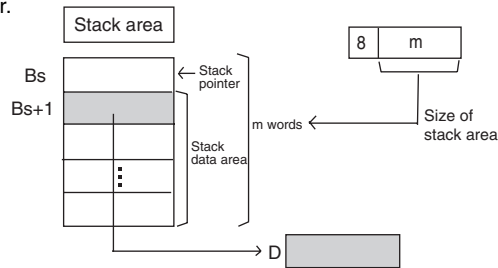 r.
Stack area
8 m
Bs
Stack
pointer
Bs+1
m words
Size of
stack area
Stack
data area
D